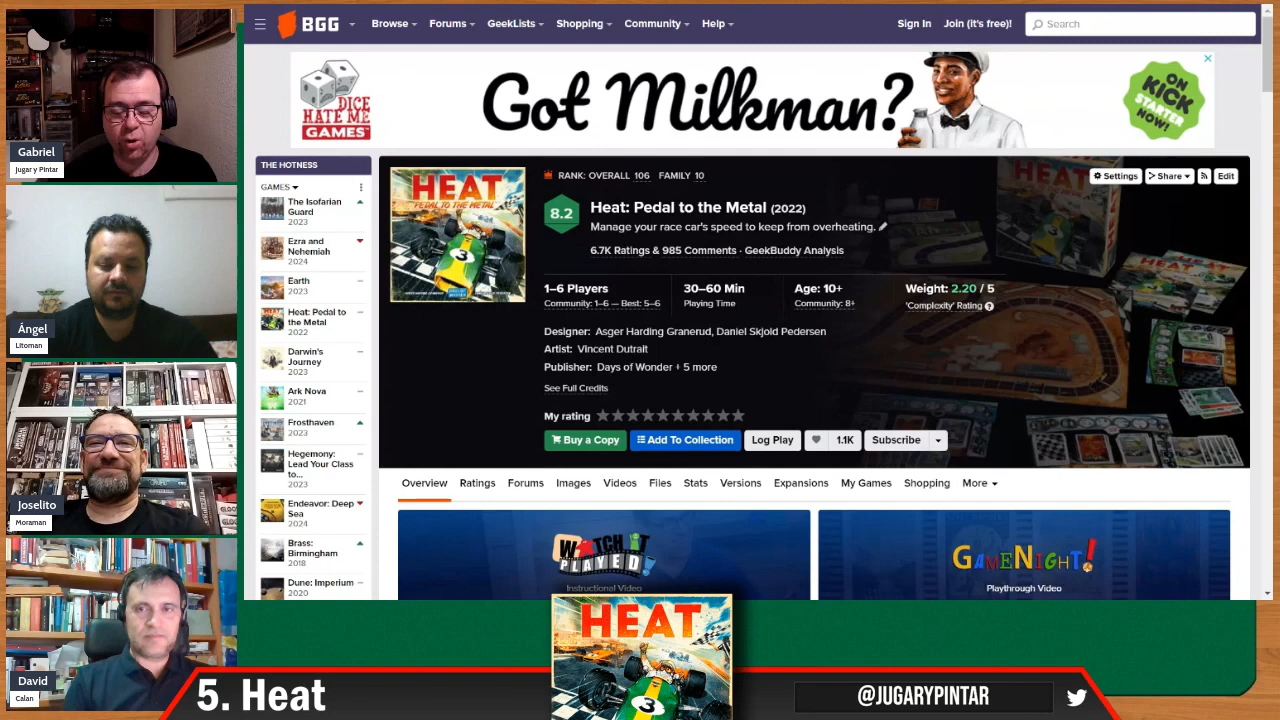 Gabriel
Jugar y Pintar
Ángel
Litoman
Joselito
Moraman
David
Calan
BGG
Browse
Forums
GeekLists
Shopping
Community
Help
Sign In
Join (it's free)!
Search
DICE
HATE ME
GAMES
Got Milkman?
ON
KICK
STARTER
NOW!
THE HOTNESS
GAMES
The Isofarian
Guard
2023
Ezra and
Nehemiah
2024
Earth
2023
Heat: Pedal to
the Metal
2022
Darwin's
Journey
2023
Ark Nova
2021
Frosthaven
2023
Hegemony:
Lead Your Class
to...
2023
Endeavor: Deep
Sea
2024
Brass:
Birmingham
2018
Dune: Imperium
2020
HEAT
PEDAL TO THE METAL
3
RANK: OVERALL 106 FAMILY 10
Settings
Share
Edit
8.2
Heat: Pedal to the Metal (2022)
Manage your race car's speed to keep from overheating.
6.7K Ratings & 985 Comments · GeekBuddy Analysis
1–6 Players
Community: 1–6 — Best: 5–6
30–60 Min
Playing Time
Age: 10+
Community: 8+
Weight: 2.20 / 5
'Complexity' Rating
Designer: Asger Harding Granerud, Daniel Skjold Pedersen
Artist: Vincent Dutrait
Publisher: Days of Wonder + 5 more
See Full Credits
My rating
Buy a Copy
Add To Collection
Log Play
1.1K
Subscribe
Overview
Ratings
Forums
Images
Videos
Files
Stats
Versions
Expansions
My Games
Shopping
More
WATCH IT
PLAYED!
Instructional Video
GAMENIGHT!
Playthrough Video
HEAT
3
5. Heat
@JUGARYPINTAR